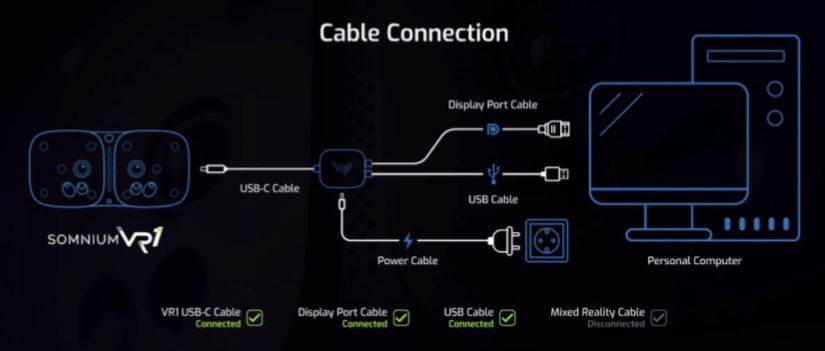 Cable Connection
Display Port Cable
USB-C Cable
USB Cable
SOMNIUM VR1
Power Cable
Personal Computer
VR1 USB-C Cable
Connected
Display Port Cable
Connected
USB Cable
Connected
Mixed Reality Cable
Disconnected